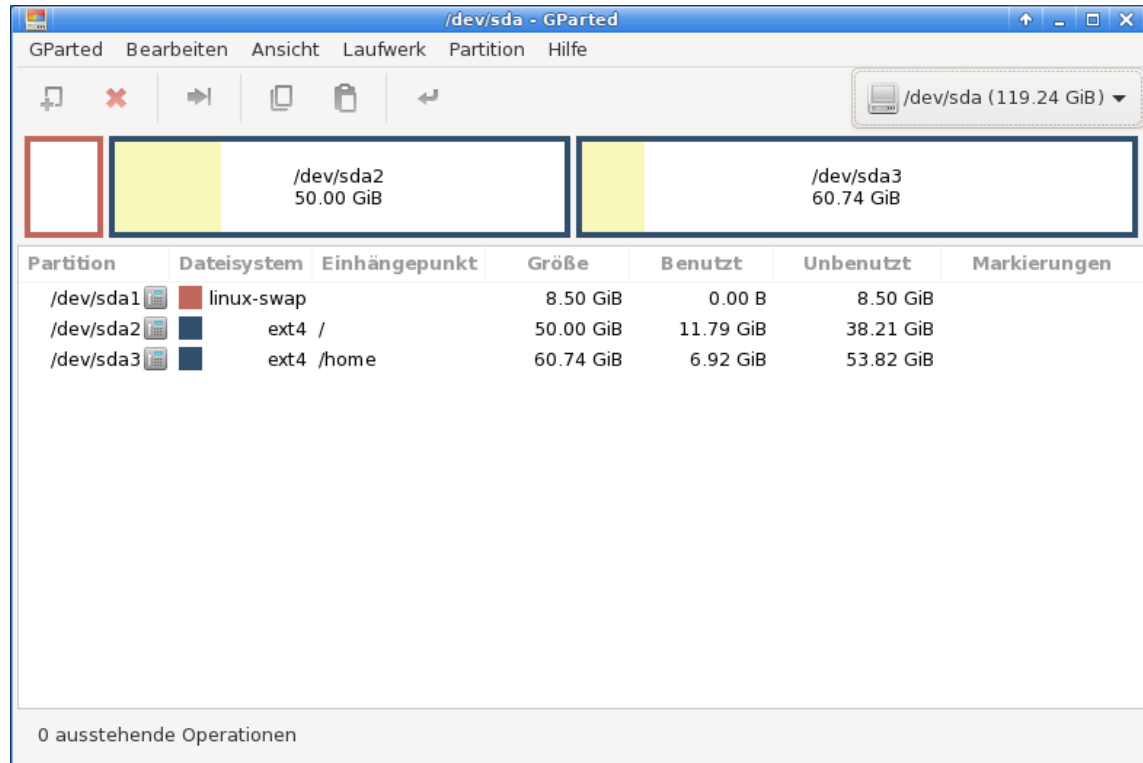 /dev/sda - GParted
GParted Bearbeiten Ansicht Laufwerk Partition Hilfe
/dev/sda (119.24 GiB)
/dev/sda2
50.00 GiB
/dev/sda3
60.74 GiB
Partition Dateisystem Einhängepunkt Größe Benutzt Unbenutzt Markierungen
/dev/sda1 linux-swap 8.50 GiB 0.00 B 8.50 GiB
/dev/sda2 ext4 / 50.00 GiB 11.79 GiB 38.21 GiB
/dev/sda3 ext4 /home 60.74 GiB 6.92 GiB 53.82 GiB
0 ausstehende Operationen